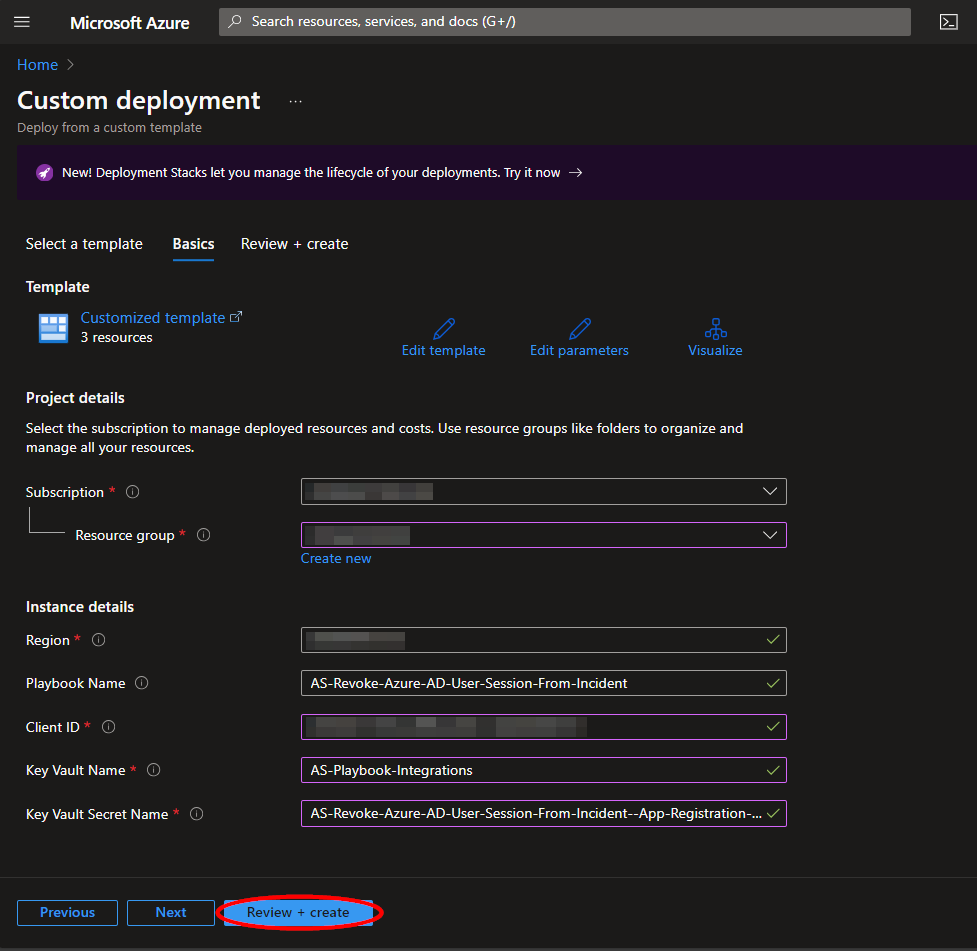 Microsoft Azure
Search resources, services, and docs (G+/)
Home
Custom deployment ...
Deploy from a custom template
New! Deployment Stacks let you manage the lifecycle of your deployments. Try it now →
Select a template Basics Review + create
Template
Customized template
3 resources
Edit template Edit parameters Visualize
Project details
Select the subscription to manage deployed resources and costs. Use resource groups like folders to organize and
manage all your resources.
Subscription *
Resource group *
Create new
Instance details
Region *
Playbook Name AS-Revoke-Azure-AD-User-Session-From-Incident
Client ID *
Key Vault Name * AS-Playbook-Integrations
Key Vault Secret Name * AS-Revoke-Azure-AD-User-Session-From-Incident--App-Registration-...
Previous Next Review + create